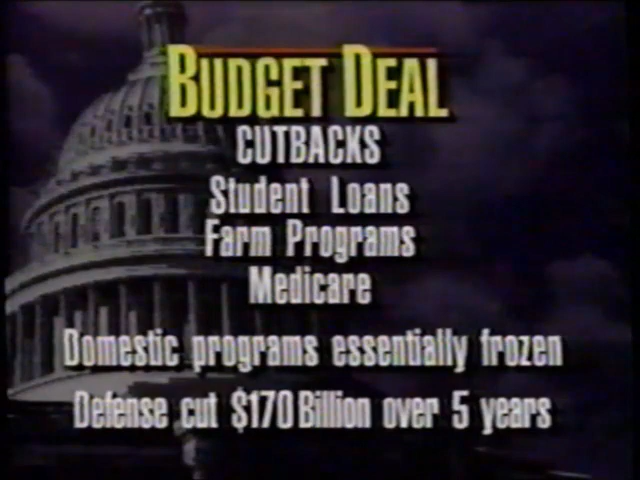 BUDGET DEAL
CUTBACKS
Student Loans
Farm Programs
Medicare
Domestic programs essentially frozen
Defense cut $170 Billion over 5 years